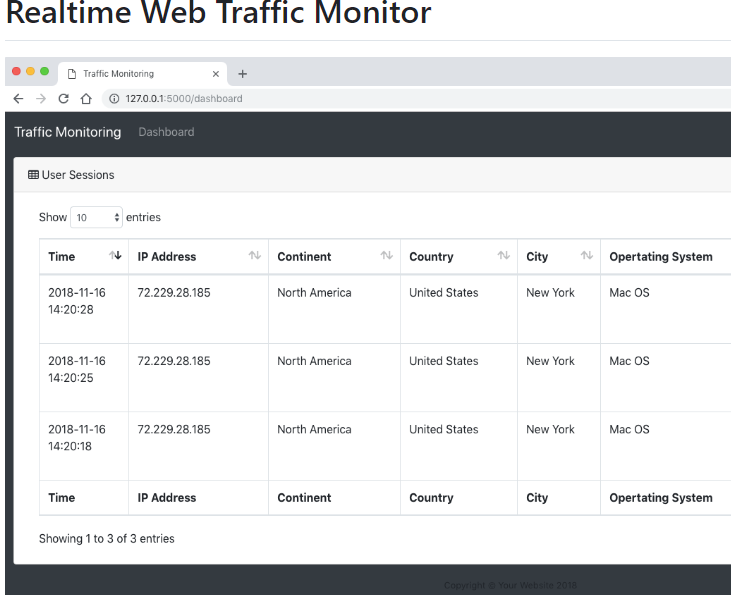 Realtime Web Traffic Monitor
Traffic Monitoring
127.0.0.1:5000/dashboard
Traffic Monitoring Dashboard
User Sessions
Show 10 entries
Time IP Address Continent Country City Opertating System
2018-11-16 72.229.28.185 North America United States New York Mac OS
14:20:28
2018-11-16 72.229.28.185 North America United States New York Mac OS
14:20:25
2018-11-16 72.229.28.185 North America United States New York Mac OS
14:20:18
Time IP Address Continent Country City Opertating System
Showing 1 to 3 of 3 entries
Copyright © Your Website 2018